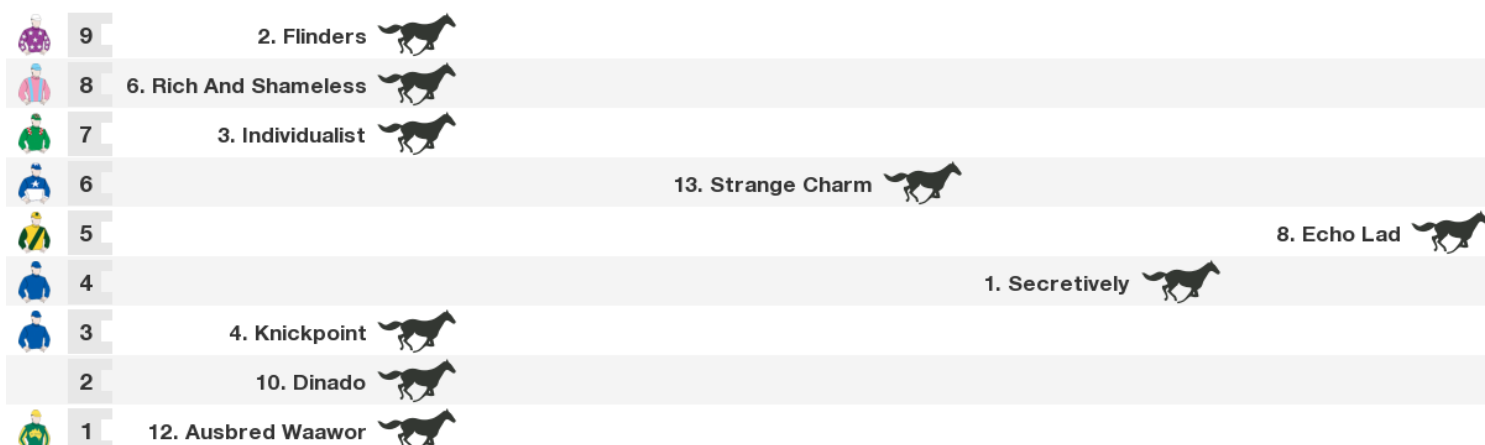 9 2. Flinders
8 6. Rich And Shameless
7 3. Individualist
6 13. Strange Charm
5 8. Echo Lad
4 1. Secretively
3 4. Knickpoint
2 10. Dinado
1 12. Ausbred Waawor